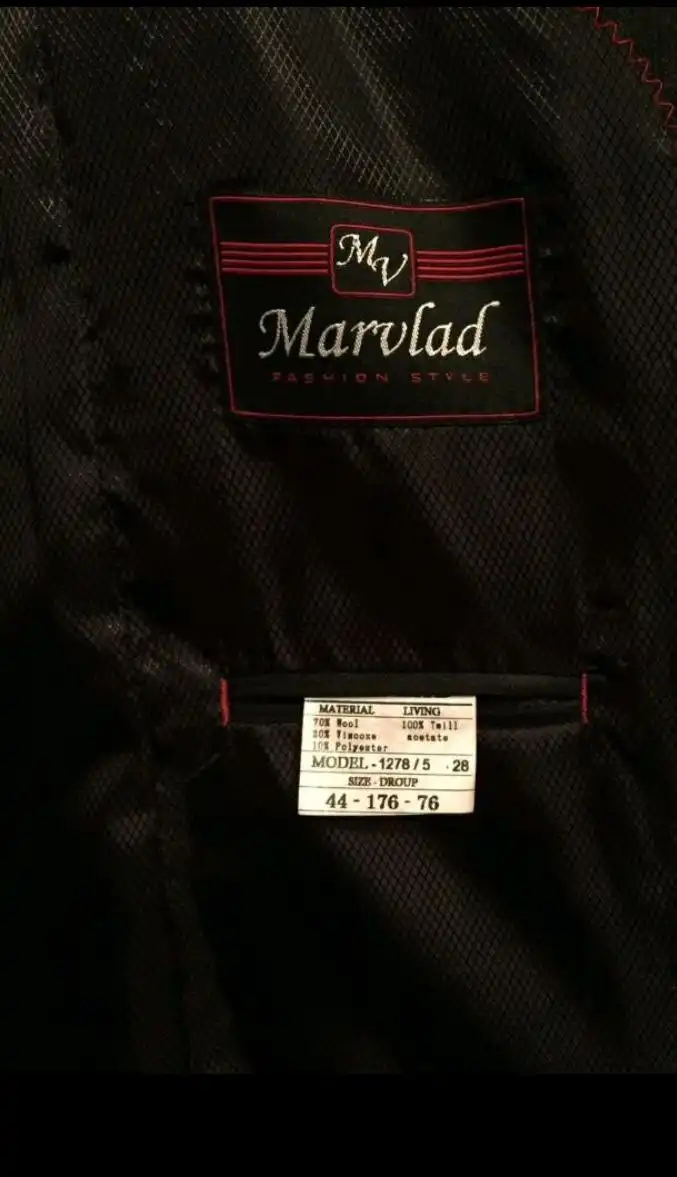 MV
Marvlad
FASHION STYLE
MATERIAL LIVING
70% Wool 100% Twill
20% Viscoze acetate
10% Polyester
MODEL - 1278 / 5 · 28
SIZE - DROUP
44 - 176 - 76